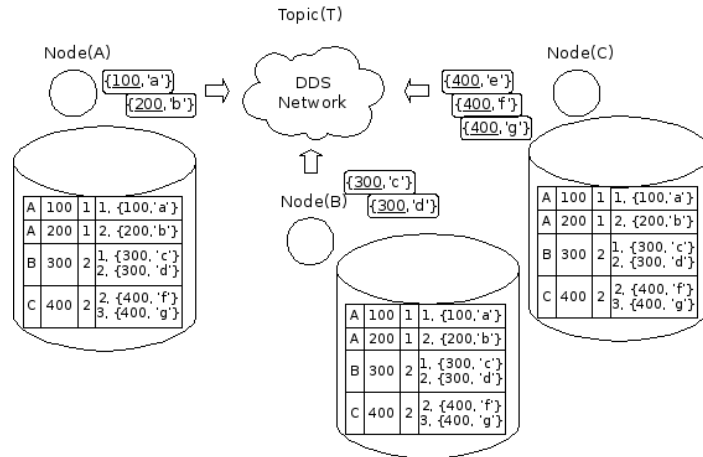 Topic(T)
Node(A)
{100,'a'}
{200,'b'}
DDS
Network
Node(C)
{400,'e'}
{400,'f'}
{400,'g'}
Node(B)
{300,'c'}
{300,'d'}
A 100 1 1, {100,'a'}
A 200 1 2, {200,'b'}
B 300 2 1, {300, 'c'}
2, {300, 'd'}
C 400 2 2, {400, 'f'}
3, {400, 'g'}
A 100 1 1, {100,'a'}
A 200 1 2, {200,'b'}
B 300 2 1, {300, 'c'}
2, {300, 'd'}
C 400 2 2, {400, 'f'}
3, {400, 'g'}
A 100 1 1, {100,'a'}
A 200 1 2, {200,'b'}
B 300 2 1, {300, 'c'}
2, {300, 'd'}
C 400 2 2, {400, 'f'}
3, {400, 'g'}